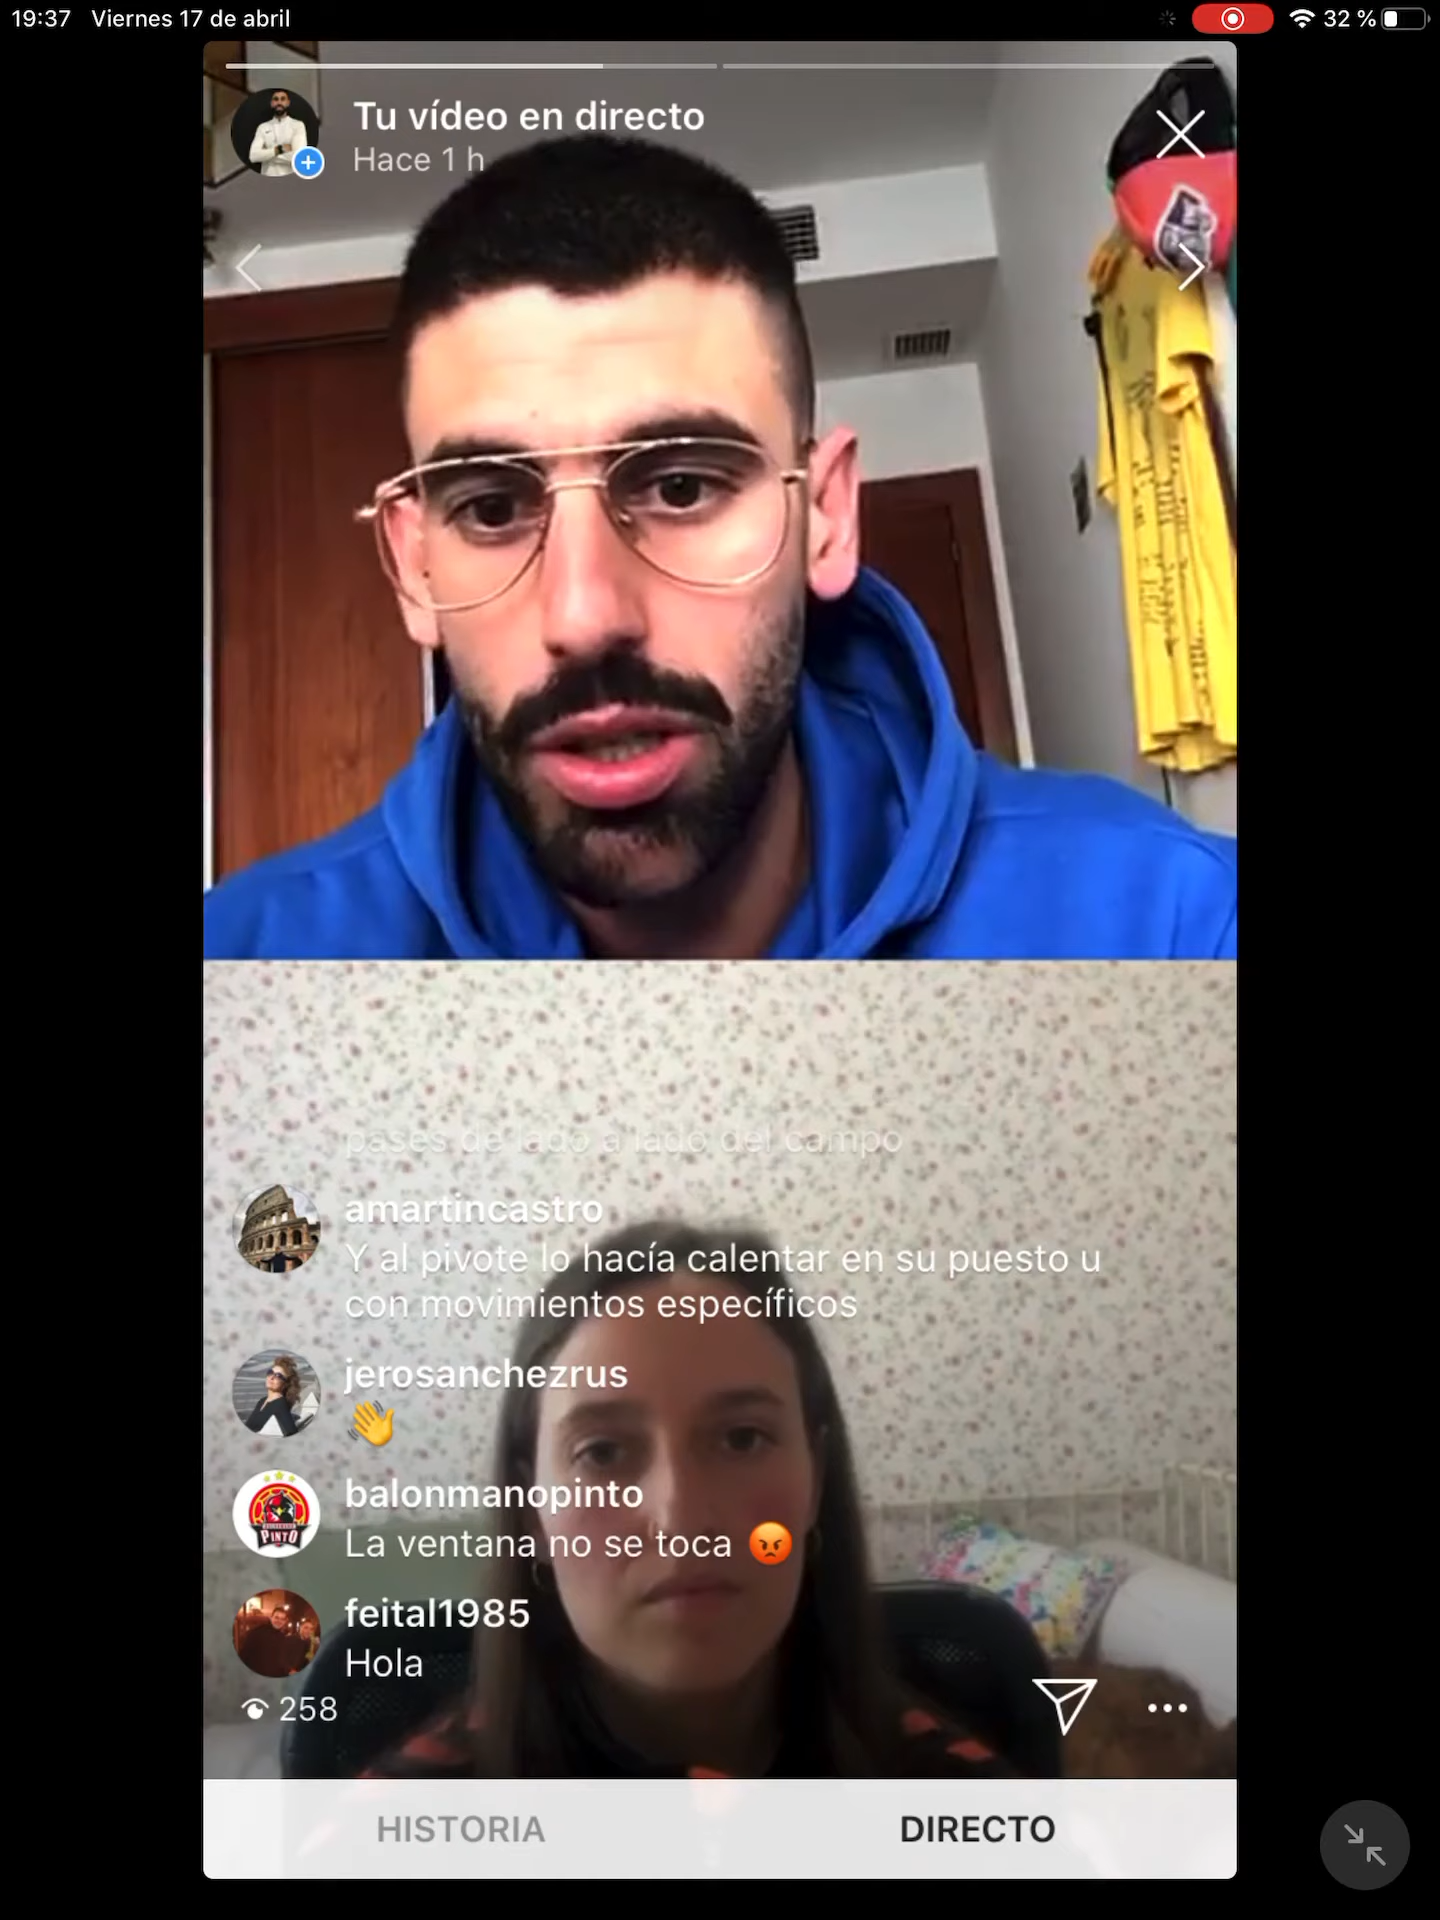 19:37 Viernes 17 de abril
32 %
Tu vídeo en directo
Hace 1 h
pases de lado a lado del campo
amartincastro
Y al pivote lo hacía calentar en su puesto u
con movimientos específicos
jerosanchezrus
👋
balonmanopinto
PINTO
La ventana no se toca 😡
feital1985
Hola
258
HISTORIA
DIRECTO